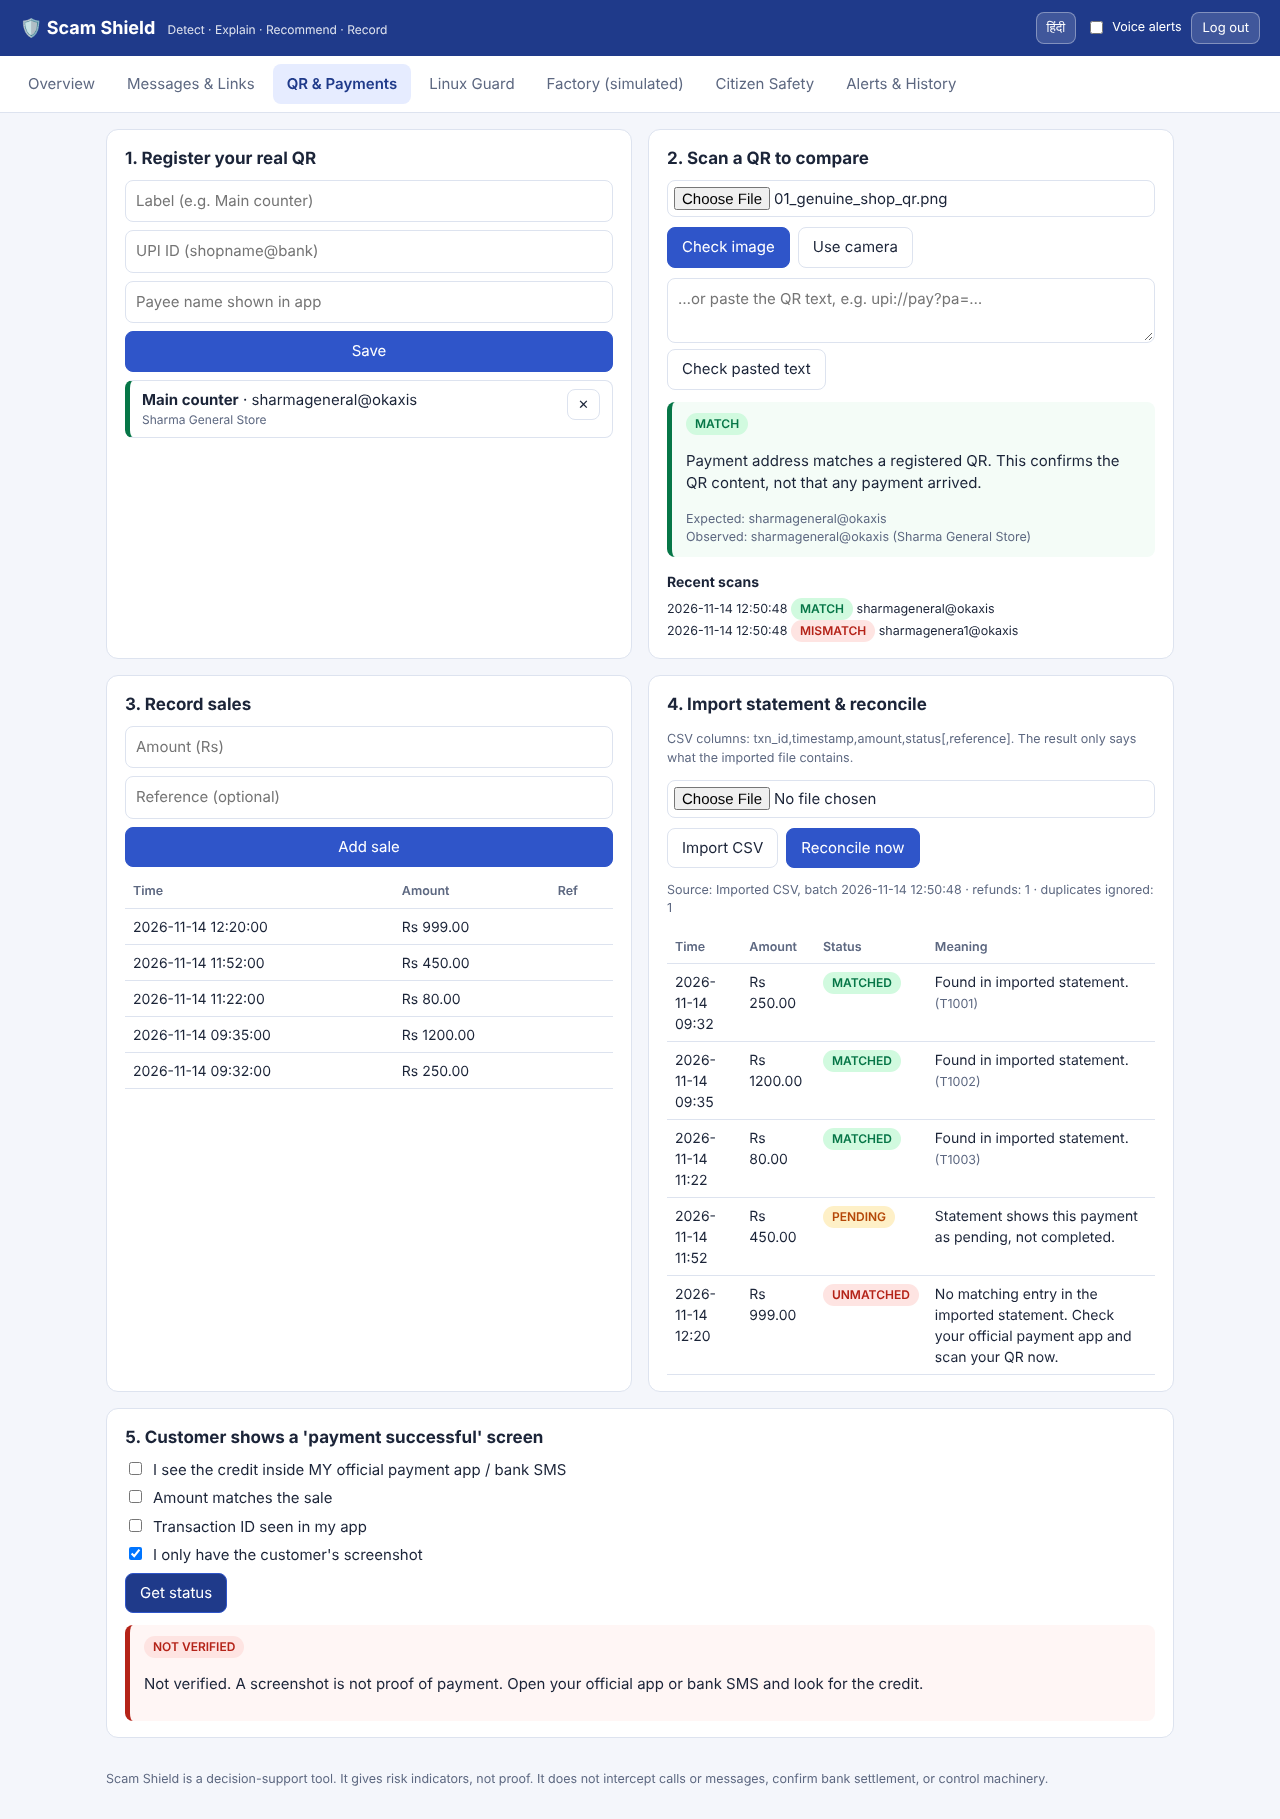 Scam Shield Detect · Explain · Recommend · Record
हिंदी Voice alerts Log out
Overview Messages & Links QR & Payments Linux Guard Factory (simulated) Citizen Safety Alerts & History
1. Register your real QR
Label (e.g. Main counter)
UPI ID (shopname@bank)
Payee name shown in app
Save
Main counter · sharmageneral@okaxis
Sharma General Store
×
2. Scan a QR to compare
Choose File 01_genuine_shop_qr.png
Check image Use camera
...or paste the QR text, e.g. upi://pay?pa=...
Check pasted text
MATCH
Payment address matches a registered QR. This confirms the
QR content, not that any payment arrived.
Expected: sharmageneral@okaxis
Observed: sharmageneral@okaxis (Sharma General Store)
Recent scans
2026-11-14 12:50:48 MATCH sharmageneral@okaxis
2026-11-14 12:50:48 MISMATCH sharmagenera1@okaxis
3. Record sales
Amount (Rs)
Reference (optional)
Add sale
Time Amount Ref
2026-11-14 12:20:00 Rs 999.00
2026-11-14 11:52:00 Rs 450.00
2026-11-14 11:22:00 Rs 80.00
2026-11-14 09:35:00 Rs 1200.00
2026-11-14 09:32:00 Rs 250.00
4. Import statement & reconcile
CSV columns: txn_id,timestamp,amount,status[,reference]. The result only says
what the imported file contains.
Choose File No file chosen
Import CSV Reconcile now
Source: Imported CSV, batch 2026-11-14 12:50:48 · refunds: 1 · duplicates ignored:
1
Time Amount Status Meaning
2026- Rs MATCHED Found in imported statement.
11-14 250.00 (T1001)
09:32
2026- Rs MATCHED Found in imported statement.
11-14 1200.00 (T1002)
09:35
2026- Rs MATCHED Found in imported statement.
11-14 80.00 (T1003)
11:22
2026- Rs PENDING Statement shows this payment
11-14 450.00 as pending, not completed.
11:52
2026- Rs UNMATCHED No matching entry in the
11-14 999.00 imported statement. Check
12:20 your official payment app and
scan your QR now.
5. Customer shows a 'payment successful' screen
I see the credit inside MY official payment app / bank SMS
Amount matches the sale
Transaction ID seen in my app
I only have the customer's screenshot
Get status
NOT VERIFIED
Not verified. A screenshot is not proof of payment. Open your official app or bank SMS and look for the credit.
Scam Shield is a decision-support tool. It gives risk indicators, not proof. It does not intercept calls or messages, confirm bank settlement, or control machinery.